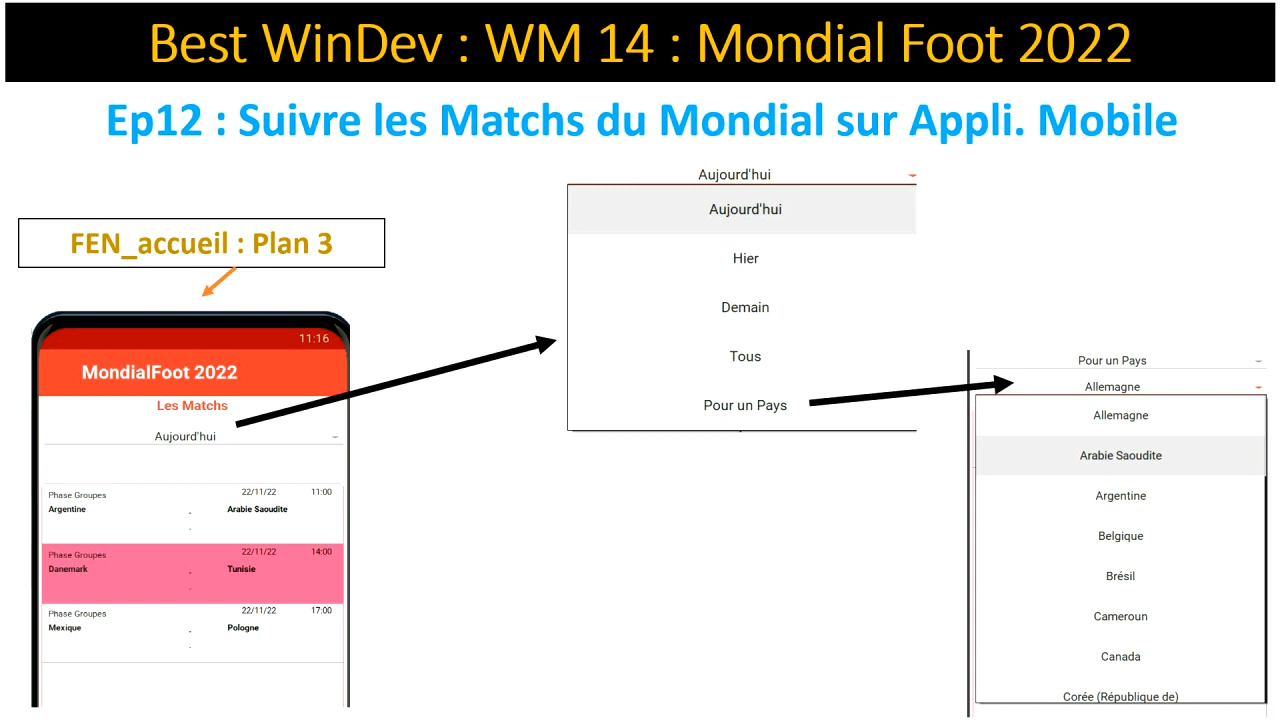 Best WinDev : WM 14 : Mondial Foot 2022
Ep12 : Suivre les Matchs du Mondial sur Appli. Mobile
FEN_accueil : Plan 3
11:16
MondialFoot 2022
Les Matchs
Aujourd'hui
Phase Groupes 22/11/22 11:00
Argentine - Arabie Saoudite
Phase Groupes 22/11/22 14:00
Danemark - Tunisie
Phase Groupes 22/11/22 17:00
Mexique - Pologne
Aujourd'hui
Aujourd'hui
Hier
Demain
Tous
Pour un Pays
Pour un Pays
Allemagne
Allemagne
Arabie Saoudite
Argentine
Belgique
Brésil
Cameroun
Canada
Corée (République de)